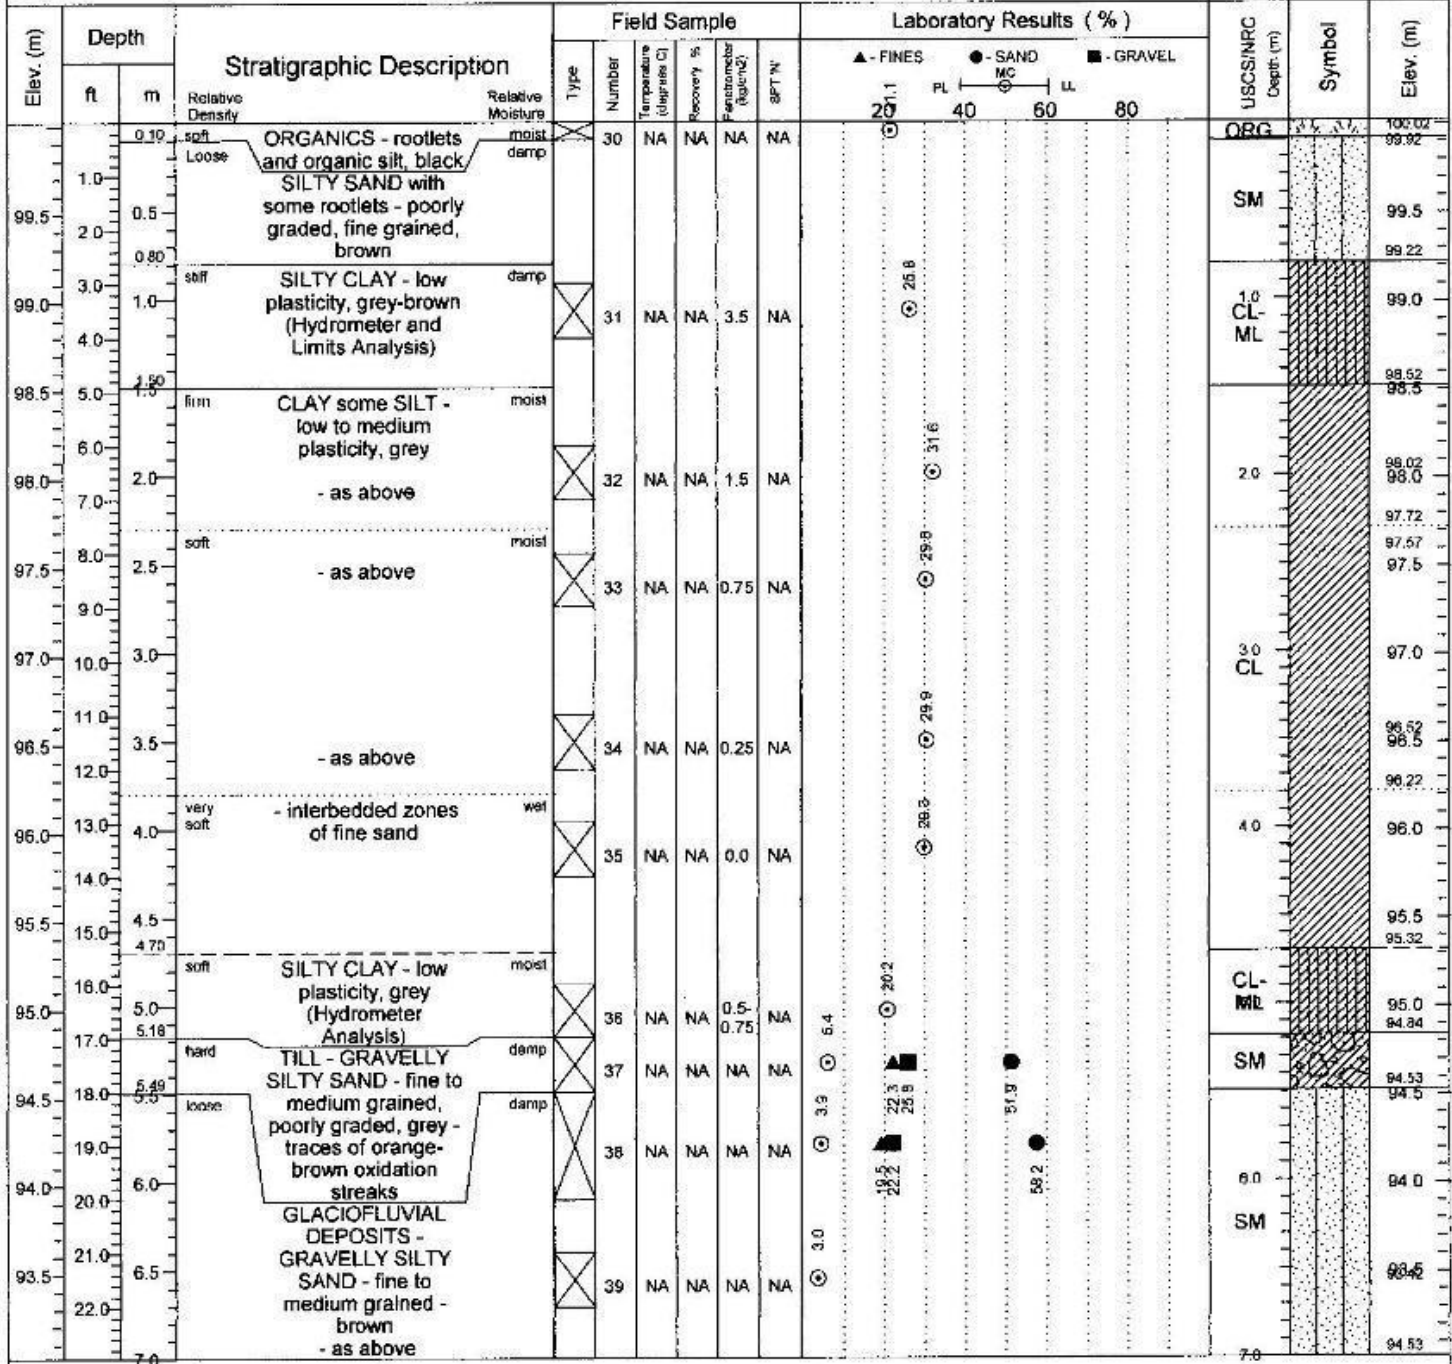 Elev. (m)
Depth
ft
m
Stratigraphic Description
Relative Density
Relative Moisture
Field Sample
Type
Number
Temperature (degrees C)
Recovery %
Penetrometer (kg/cm2)
SPT 'N'
Laboratory Results ( % )
▲ - FINES ● - SAND ■ - GRAVEL
PL MC LL
20 40 60 80
USCS/NRC
Depth (m)
Symbol
Elev. (m)
0.10 soft ORGANICS - rootlets moist 30 NA NA NA NA 21.1 ORG 100.02
Loose and organic silt, black damp 99.92
1.0 SILTY SAND with
99.5 0.5 some rootlets - poorly SM 99.5
2.0 graded, fine grained,
0.80 brown 99.22
3.0 stiff SILTY CLAY - low damp 25.8
99.0 1.0 plasticity, grey-brown 1.0 99.0
(Hydrometer and 31 NA NA 3.5 NA CL-
4.0 Limits Analysis) ML
1.50 98.52
98.5 5.0 1.5 98.5
firm CLAY some SILT - moist
low to medium
6.0 plasticity, grey 31.6
98.02
98.0 2.0 32 NA NA 1.5 NA 2.0 98.0
7.0 - as above
97.72
soft moist 97.57
8.0 29.8
97.5 2.5 - as above 33 NA NA 0.75 NA 97.5
9.0
97.0 10.0 3.0 3.0 97.0
CL
11.0 29.9
96.52
96.5 3.5 34 NA NA 0.25 NA 96.5
12.0 - as above
96.22
very soft - interbedded zones wet
13.0 of fine sand
96.0 4.0 4.0 96.0
35 NA NA 0.0 NA
14.0
95.5 4.5 95.5
15.0
4.70 95.32
soft SILTY CLAY - low moist 20.2
16.0 plasticity, grey CL-
95.0 5.0 (Hydrometer 36 NA NA 0.5-0.75 NA 95.0
5.18 Analysis) 94.84
17.0
hard TILL - GRAVELLY damp 5.4
SILTY SAND - fine to 37 NA NA NA NA 22.3 25.8 51.9 SM
5.49 94.53
94.5 18.0 5.5 medium grained, 94.5
loose poorly graded, grey - damp 3.9
19.0 traces of orange- 38 NA NA NA NA 19.5 22.2 58.2
brown oxidation
94.0 6.0 streaks 6.0 94.0
20.0
GLACIOFLUVIAL SM
DEPOSITS -
21.0 GRAVELLY SILTY 3.0
93.5 6.5 SAND - fine to 39 NA NA NA NA
22.0 medium grained -
brown
- as above
7.0 7.0 94.53